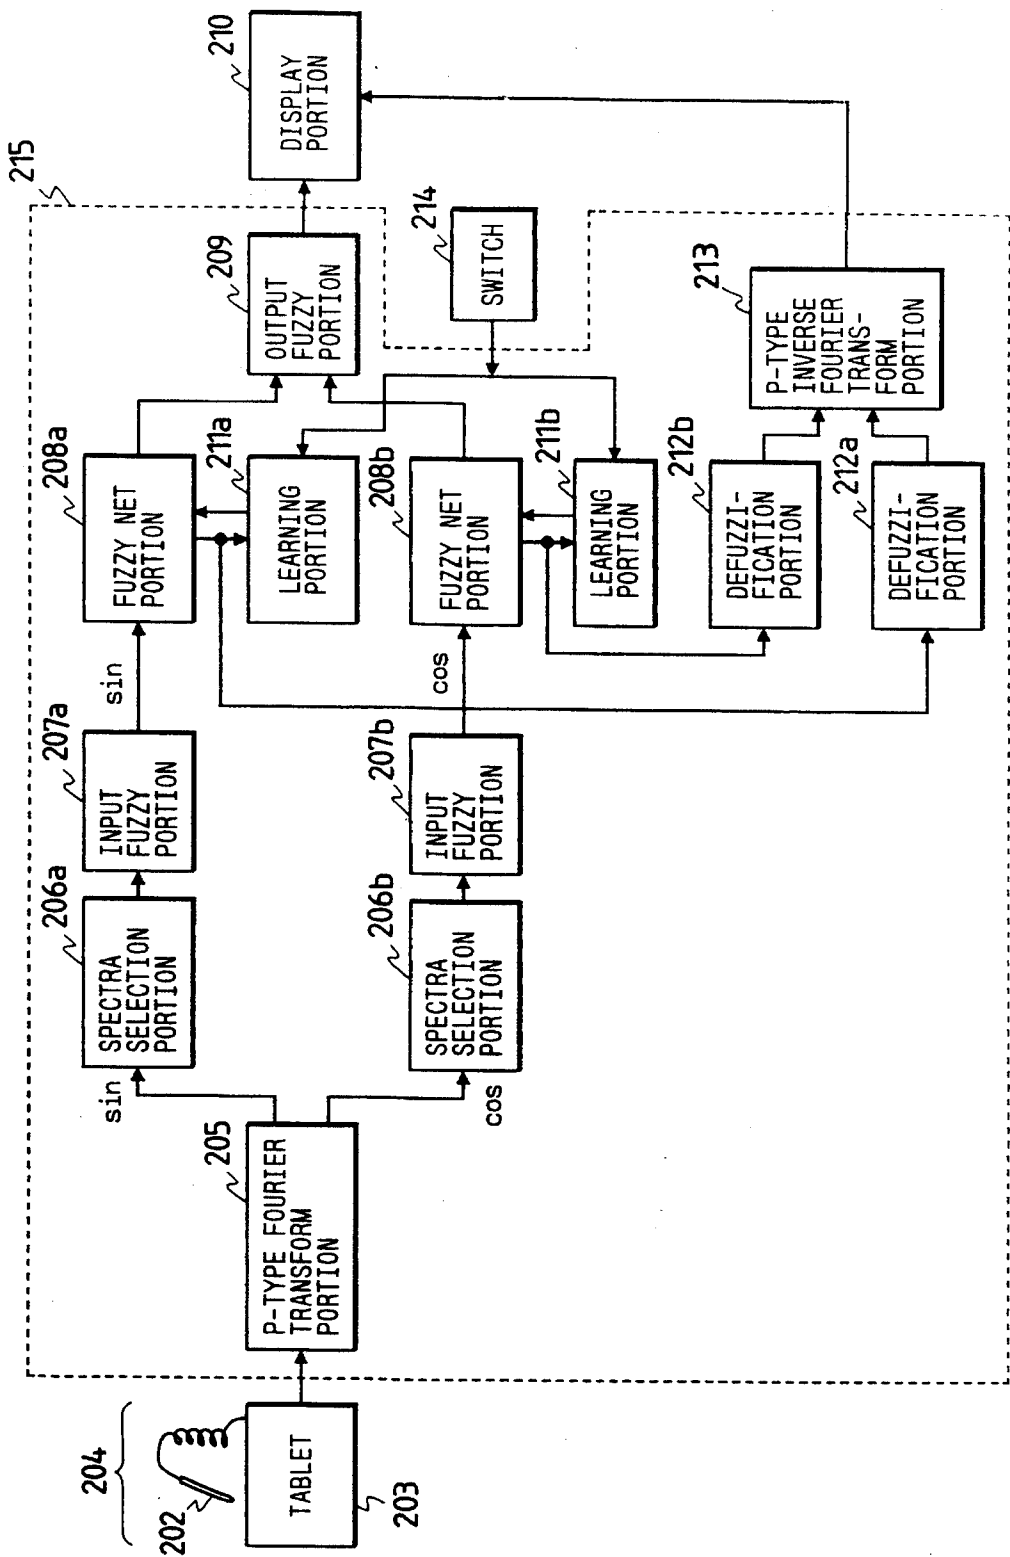 204
202
TABLET
203
205
P-TYPE FOURIER
TRANSFORM
PORTION
sin
cos
206a
SPECTRA
SELECTION
PORTION
207a
INPUT
FUZZY
PORTION
sin
208a
FUZZY NET
PORTION
211a
LEARNING
PORTION
206b
SPECTRA
SELECTION
PORTION
207b
INPUT
FUZZY
PORTION
cos
208b
FUZZY NET
PORTION
211b
LEARNING
PORTION
209
OUTPUT
FUZZY
PORTION
215
210
DISPLAY
PORTION
214
SWITCH
212b
DEFUZZI-
FICATION
PORTION
212a
DEFUZZI-
FICATION
PORTION
213
P-TYPE
INVERSE
FOURIER
TRANS-
FORM
PORTION